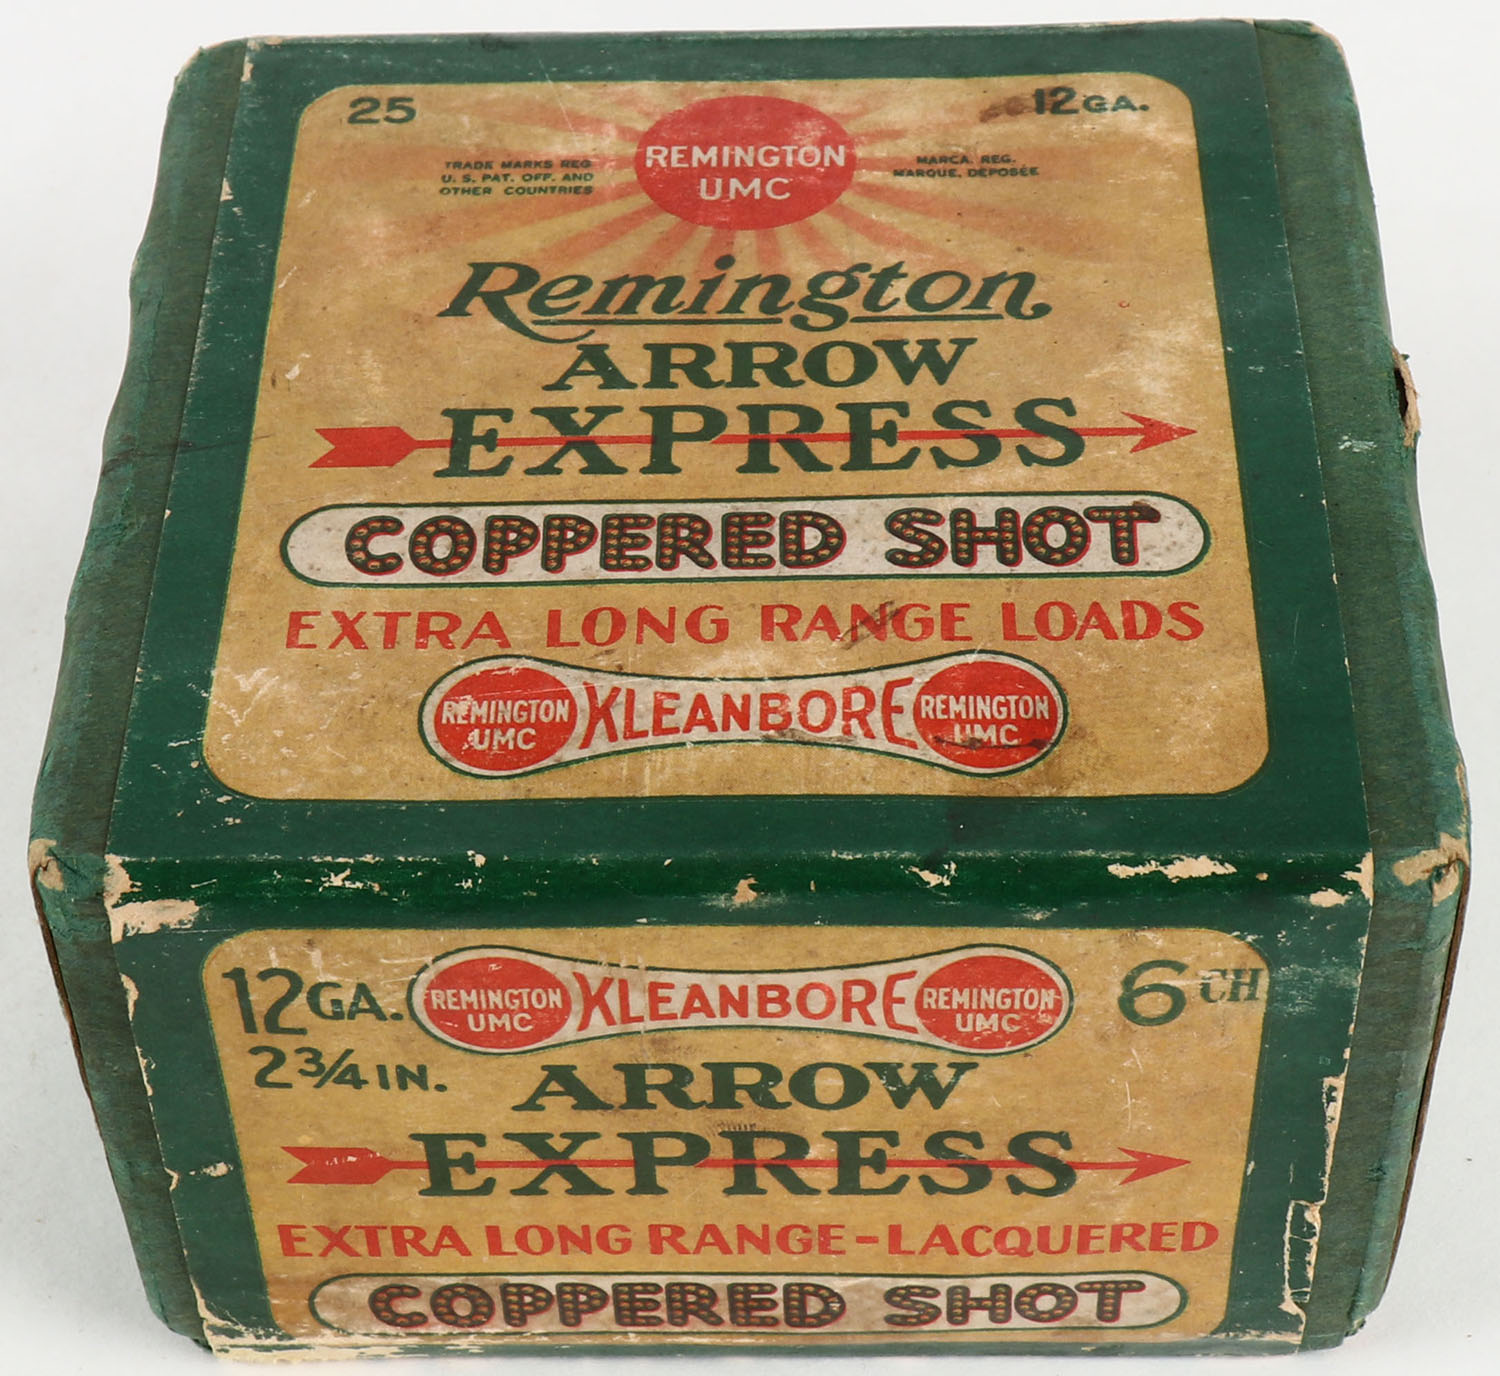 25
12 GA.
TRADE MARKS REG
U. S. PAT. OFF. AND
OTHER COUNTRIES
REMINGTON
UMC
MARCA. REG.
MARQUE. DEPOSÉE
Remington
ARROW
EXPRESS
COPPERED SHOT
EXTRA LONG RANGE LOADS
REMINGTON
UMC
KLEANBORE
REMINGTON
UMC
12 GA.
2¾ IN.
REMINGTON
UMC
KLEANBORE
REMINGTON
UMC
6 CH
ARROW
EXPRESS
EXTRA LONG RANGE-LACQUERED
COPPERED SHOT